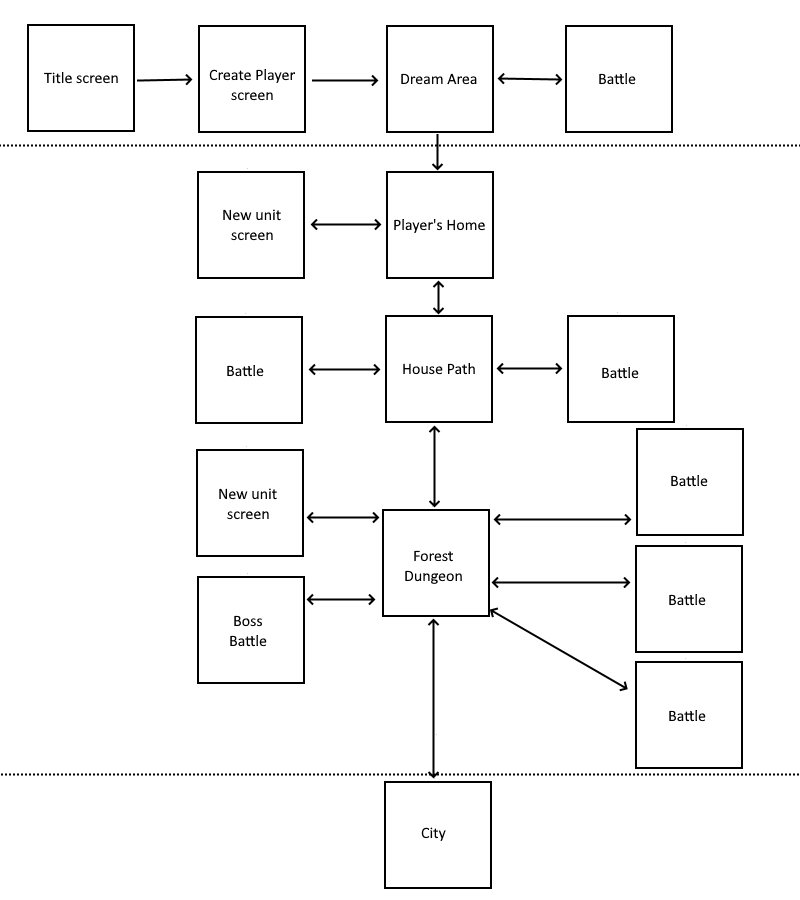 Title screen
Create Player
screen
Dream Area
Battle
New unit
screen
Player's Home
Battle
House Path
Battle
New unit
screen
Forest
Dungeon
Battle
Boss
Battle
Battle
Battle
City